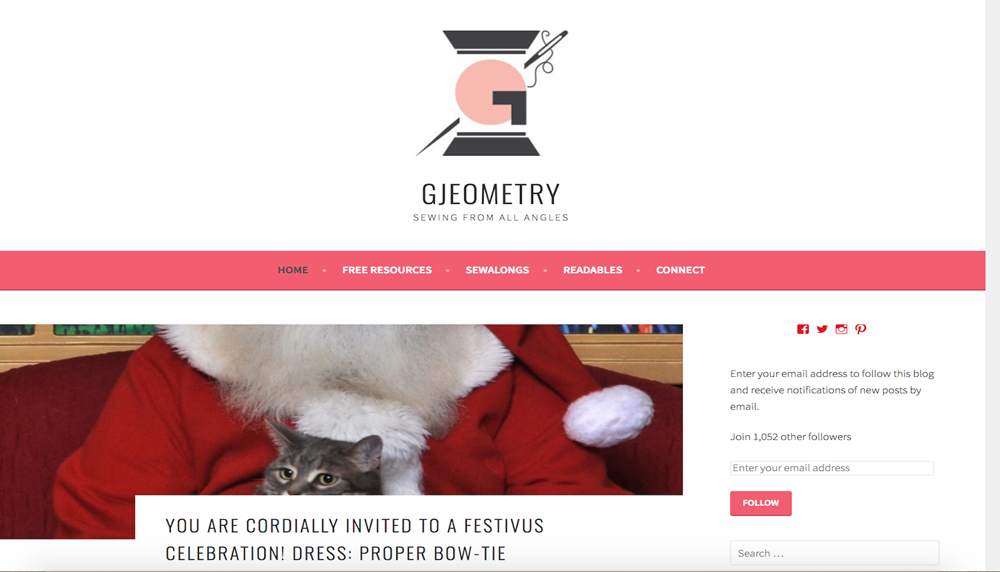 GJEOMETRY
SEWING FROM ALL ANGLES
HOME
FREE RESOURCES
SEWALONGS
READABLES
CONNECT
YOU ARE CORDIALLY INVITED TO A FESTIVUS
CELEBRATION! DRESS: PROPER BOW-TIE
Enter your email address to follow this blog
and receive notifications of new posts by
email.
Join 1,052 other followers
Enter your email address
FOLLOW
Search ...